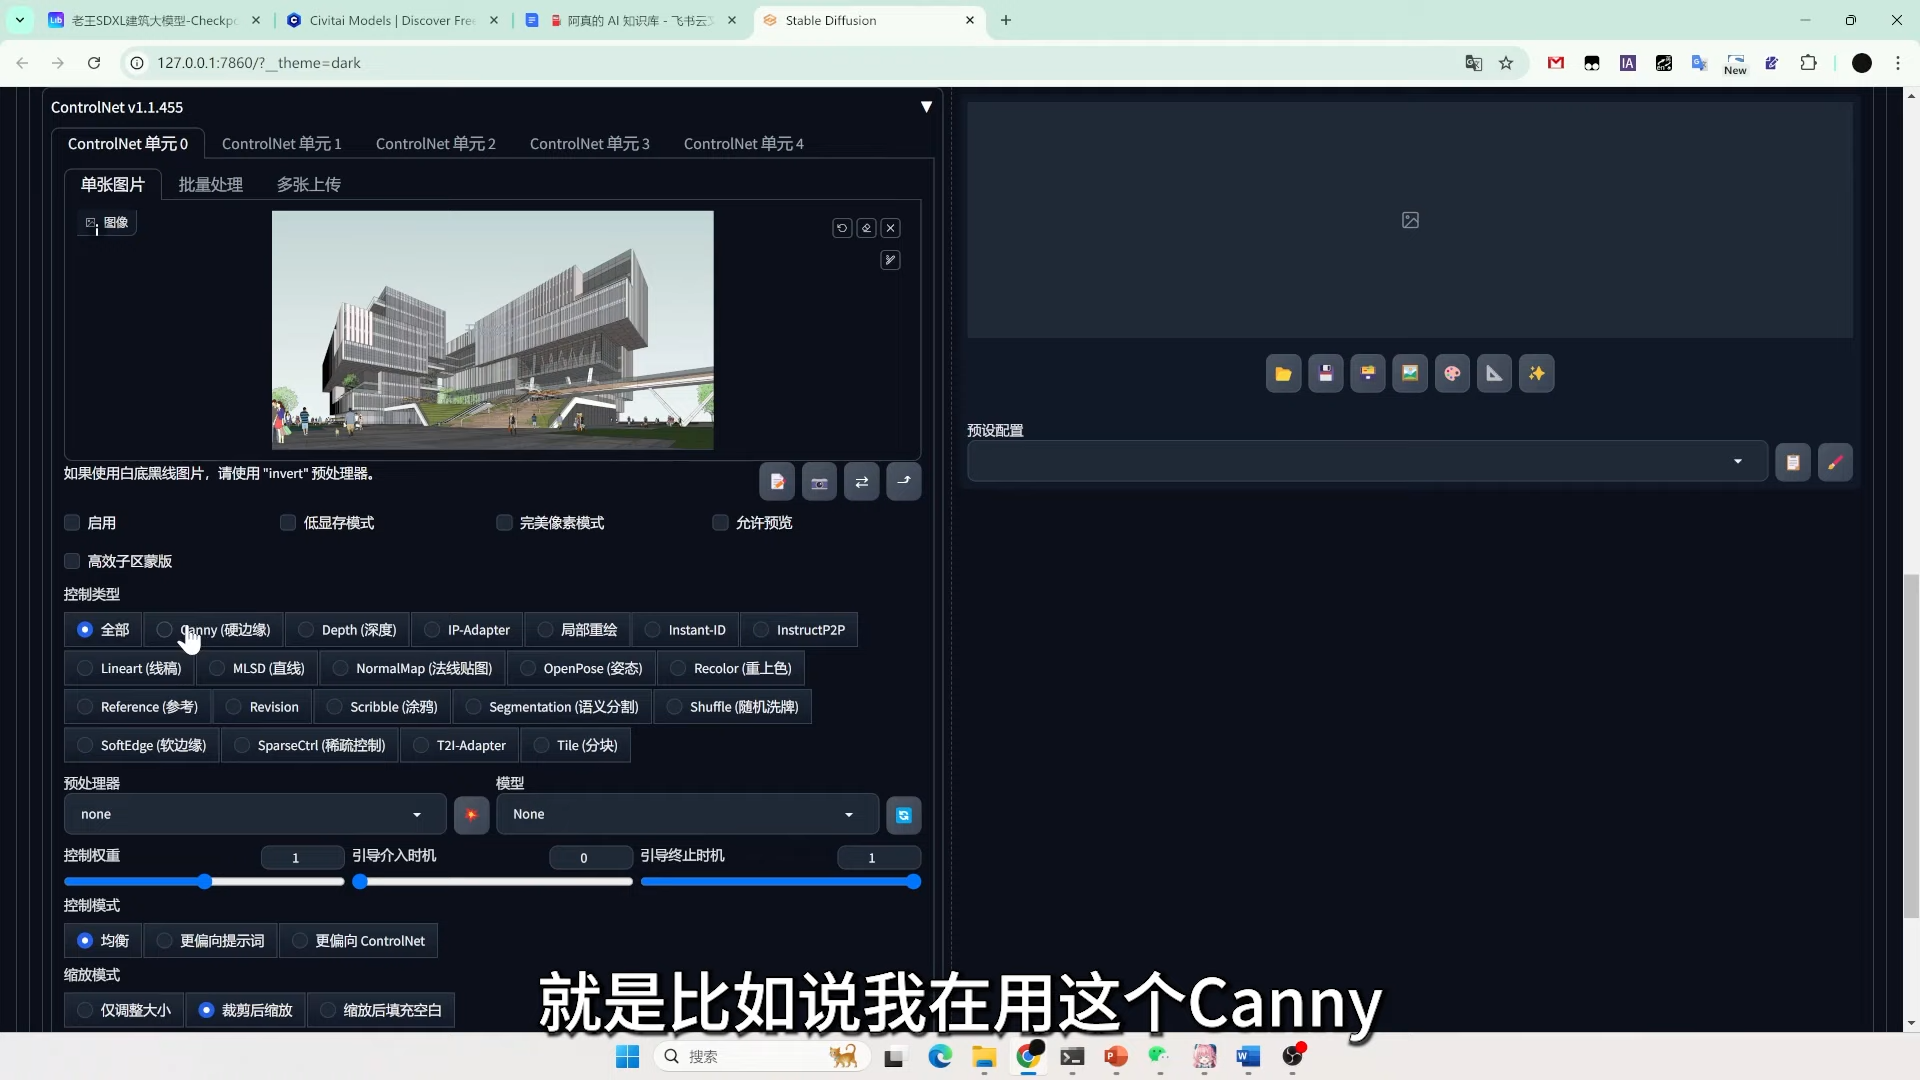 老王SDXL建筑大模型-Checkpo
Civitai Models | Discover Free
阿真的 AI 知识库 - 飞书云文
Stable Diffusion
127.0.0.1:7860/?__theme=dark
New
ControlNet v1.1.455
ControlNet 单元 0
ControlNet 单元 1
ControlNet 单元 2
ControlNet 单元 3
ControlNet 单元 4
单张图片
批量处理
多张上传
图像
如果使用白底黑线图片，请使用 "invert" 预处理器。
预设配置
启用
低显存模式
完美像素模式
允许预览
高效子区蒙版
控制类型
全部
Canny (硬边缘)
Depth (深度)
IP-Adapter
局部重绘
Instant-ID
InstructP2P
Lineart (线稿)
MLSD (直线)
NormalMap (法线贴图)
OpenPose (姿态)
Recolor (重上色)
Reference (参考)
Revision
Scribble (涂鸦)
Segmentation (语义分割)
Shuffle (随机洗牌)
SoftEdge (软边缘)
SparseCtrl (稀疏控制)
T2I-Adapter
Tile (分块)
预处理器
模型
none
None
控制权重
1
引导介入时机
0
引导终止时机
1
控制模式
均衡
更偏向提示词
更偏向 ControlNet
缩放模式
仅调整大小
裁剪后缩放
缩放后填充空白
就是比如说我在用这个Canny
搜索